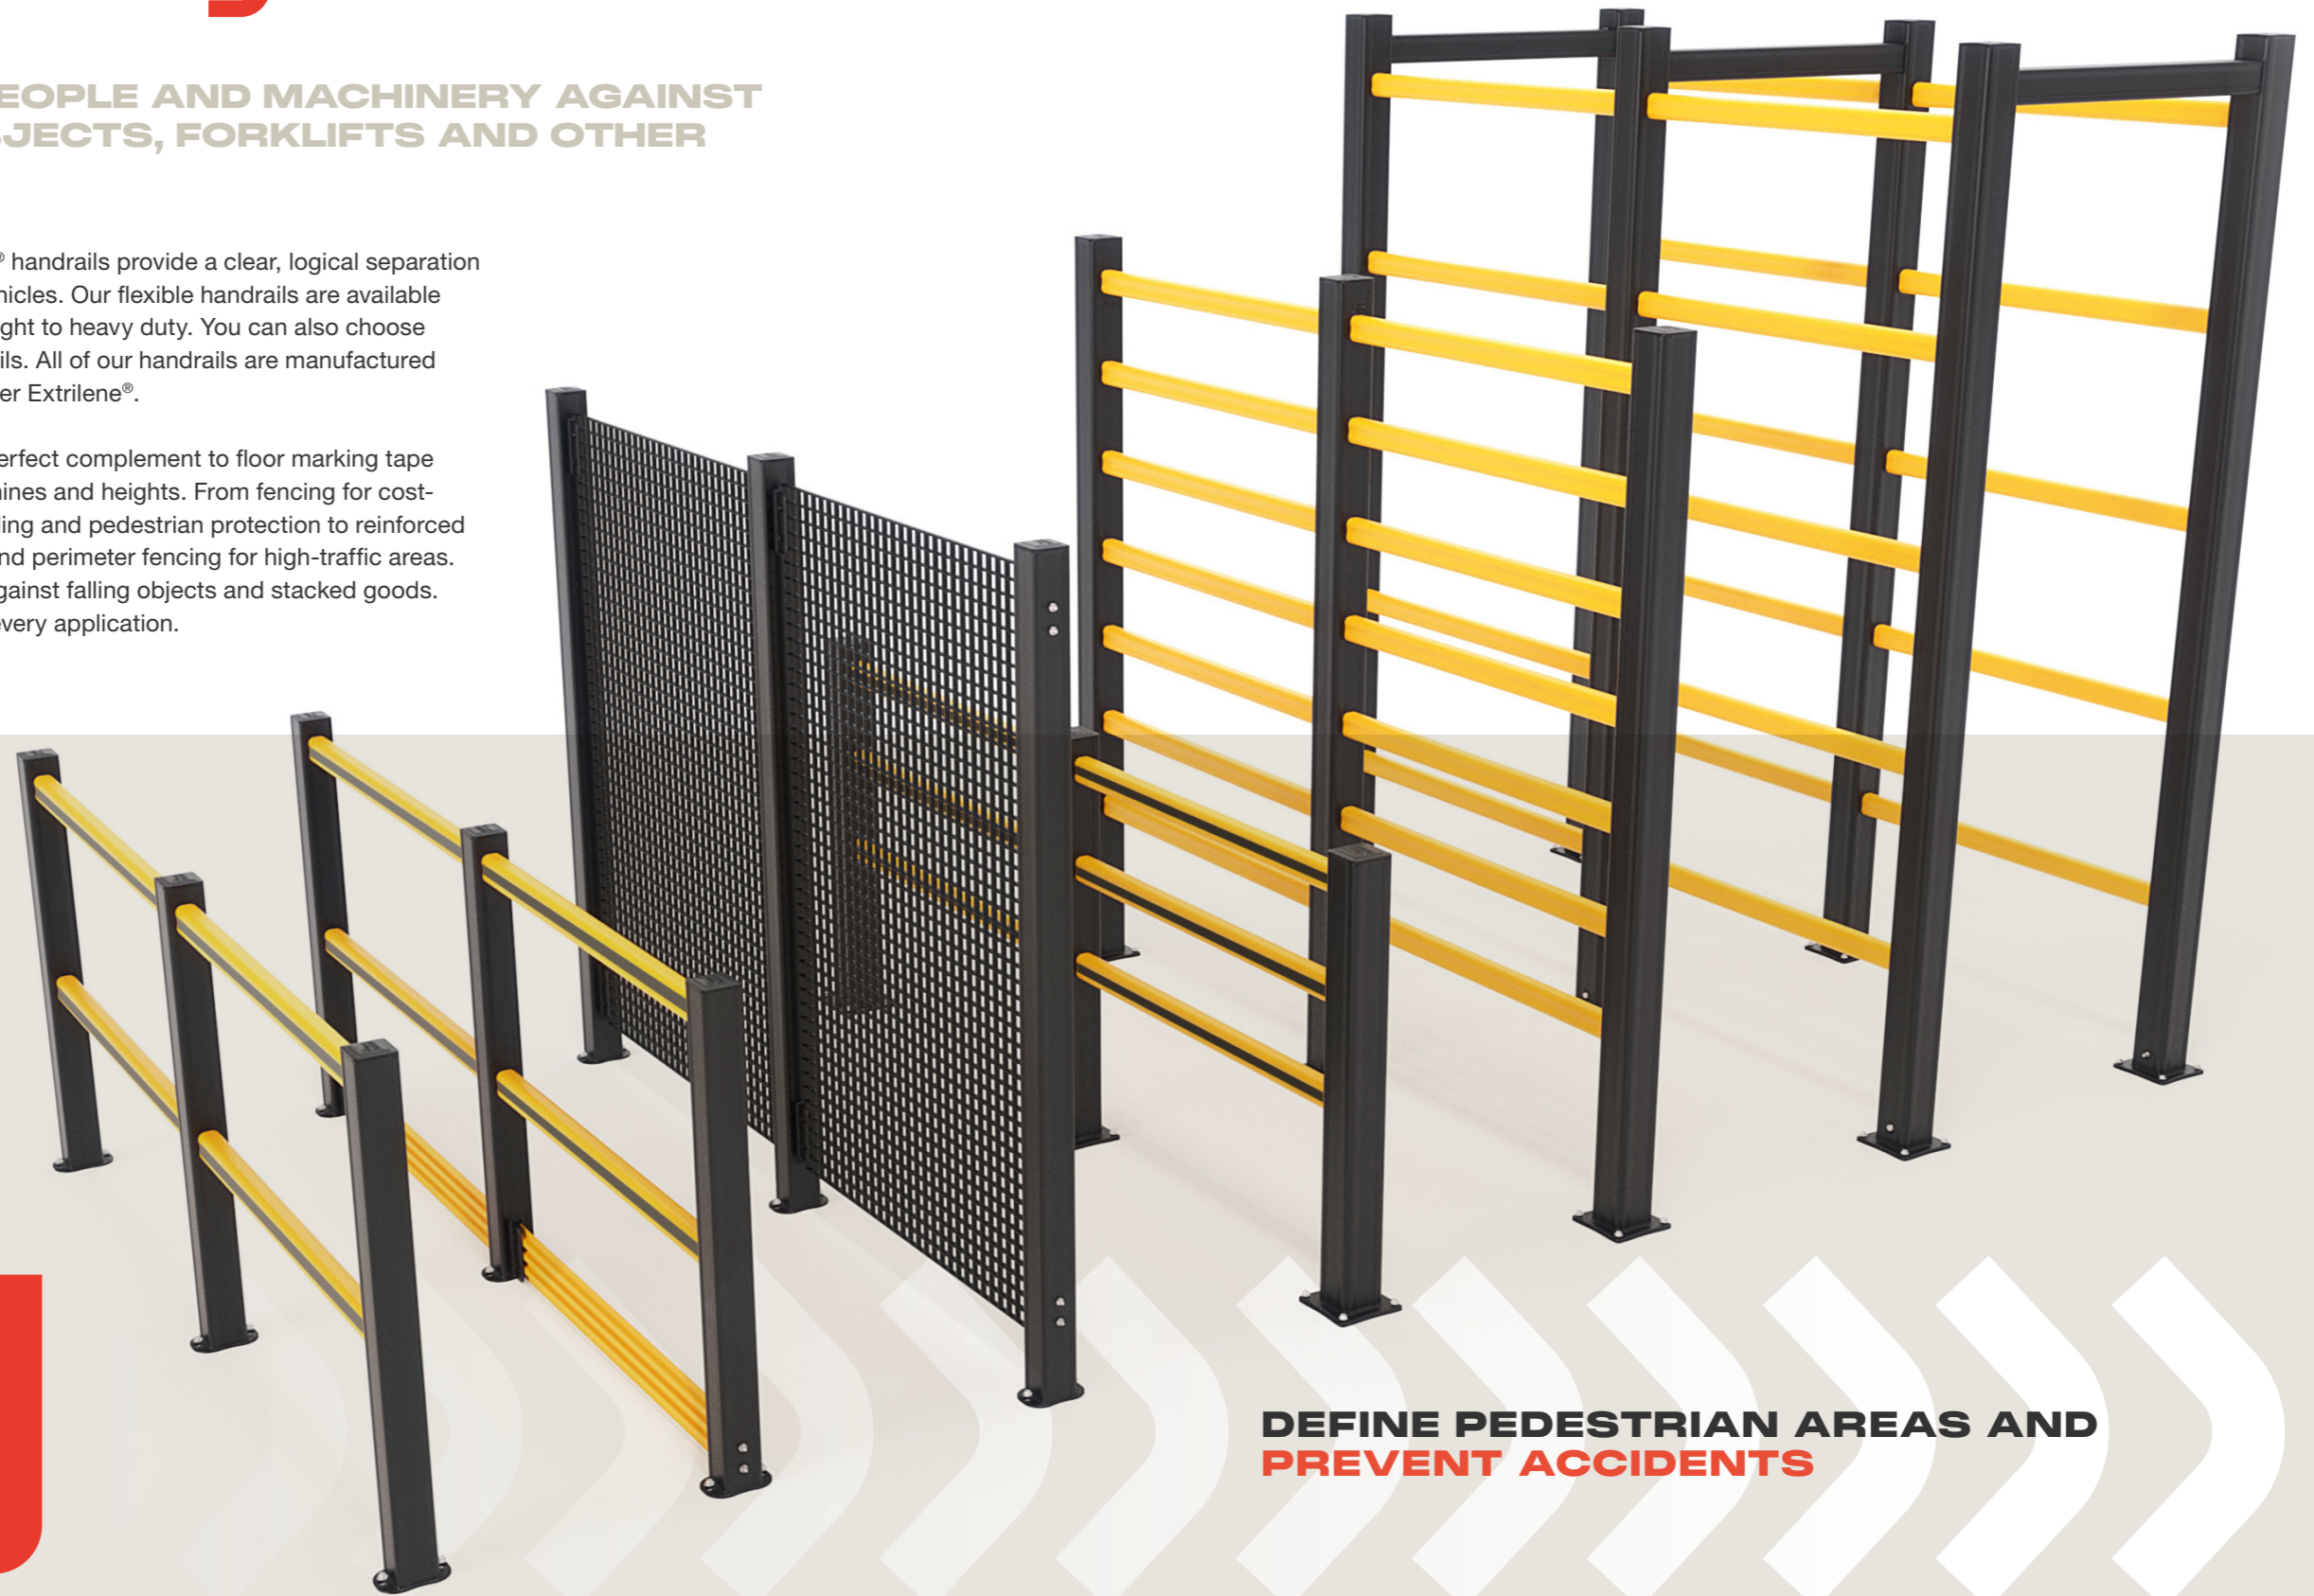 EOPLE AND MACHINERY AGAINST
JECTS, FORKLIFTS AND OTHER
® handrails provide a clear, logical separation
hicles. Our flexible handrails are available
ght to heavy duty. You can also choose
ils. All of our handrails are manufactured
er Extrilene®.
erfect complement to floor marking tape
hines and heights. From fencing for cost-
ding and pedestrian protection to reinforced
nd perimeter fencing for high-traffic areas.
gainst falling objects and stacked goods.
every application.
DEFINE PEDESTRIAN AREAS AND
PREVENT ACCIDENTS